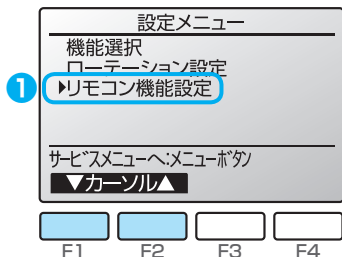 設定メニュー
機能選択
ローテーション設定
❶ ▶リモコン機能設定
サービスメニューへ:メニューボタン
▼カーソル▲
F1 F2 F3 F4